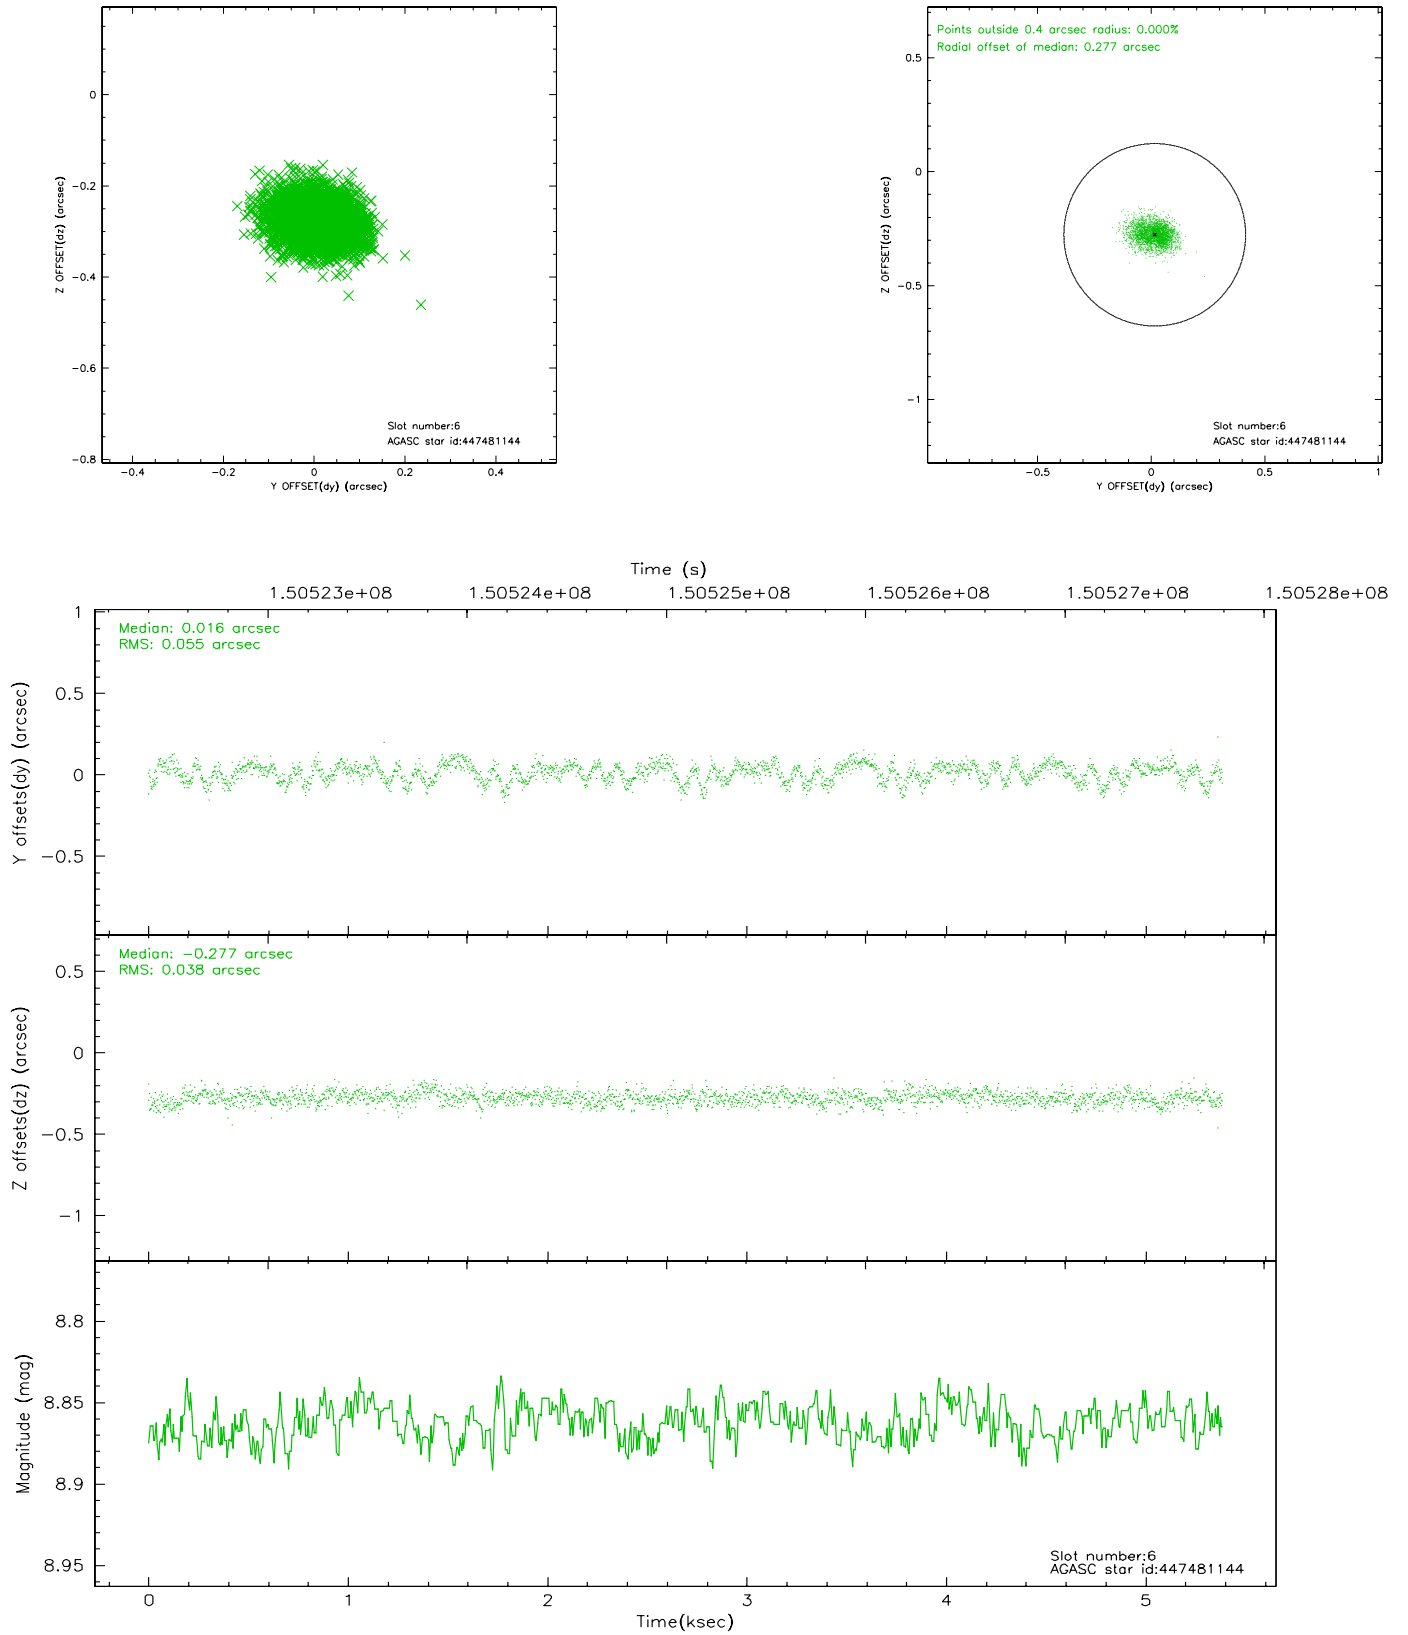 0
−0.2
−0.4
−0.6
−0.8
Z OFFSET(dz) (arcsec)
Slot number:6
AGASC star id:447481144
−0.4
−0.2
0
0.2
0.4
Y OFFSET(dy) (arcsec)
Points outside 0.4 arcsec radius: 0.000%
Radial offset of median: 0.277 arcsec
0.5
0
−0.5
−1
Z OFFSET(dz) (arcsec)
Slot number:6
AGASC star id:447481144
−0.5
0
0.5
1
Y OFFSET(dy) (arcsec)
Time (s)
1.50523e+08
1.50524e+08
1.50525e+08
1.50526e+08
1.50527e+08
1.50528e+08
Median: 0.016 arcsec
RMS: 0.055 arcsec
1
0.5
0
−0.5
Y offsets(dy) (arcsec)
Median: −0.277 arcsec
RMS: 0.038 arcsec
0.5
0
−0.5
−1
Z offsets(dz) (arcsec)
8.8
8.85
8.9
8.95
Magnitude (mag)
Slot number:6
AGASC star id:447481144
0
1
2
3
4
5
Time(ksec)